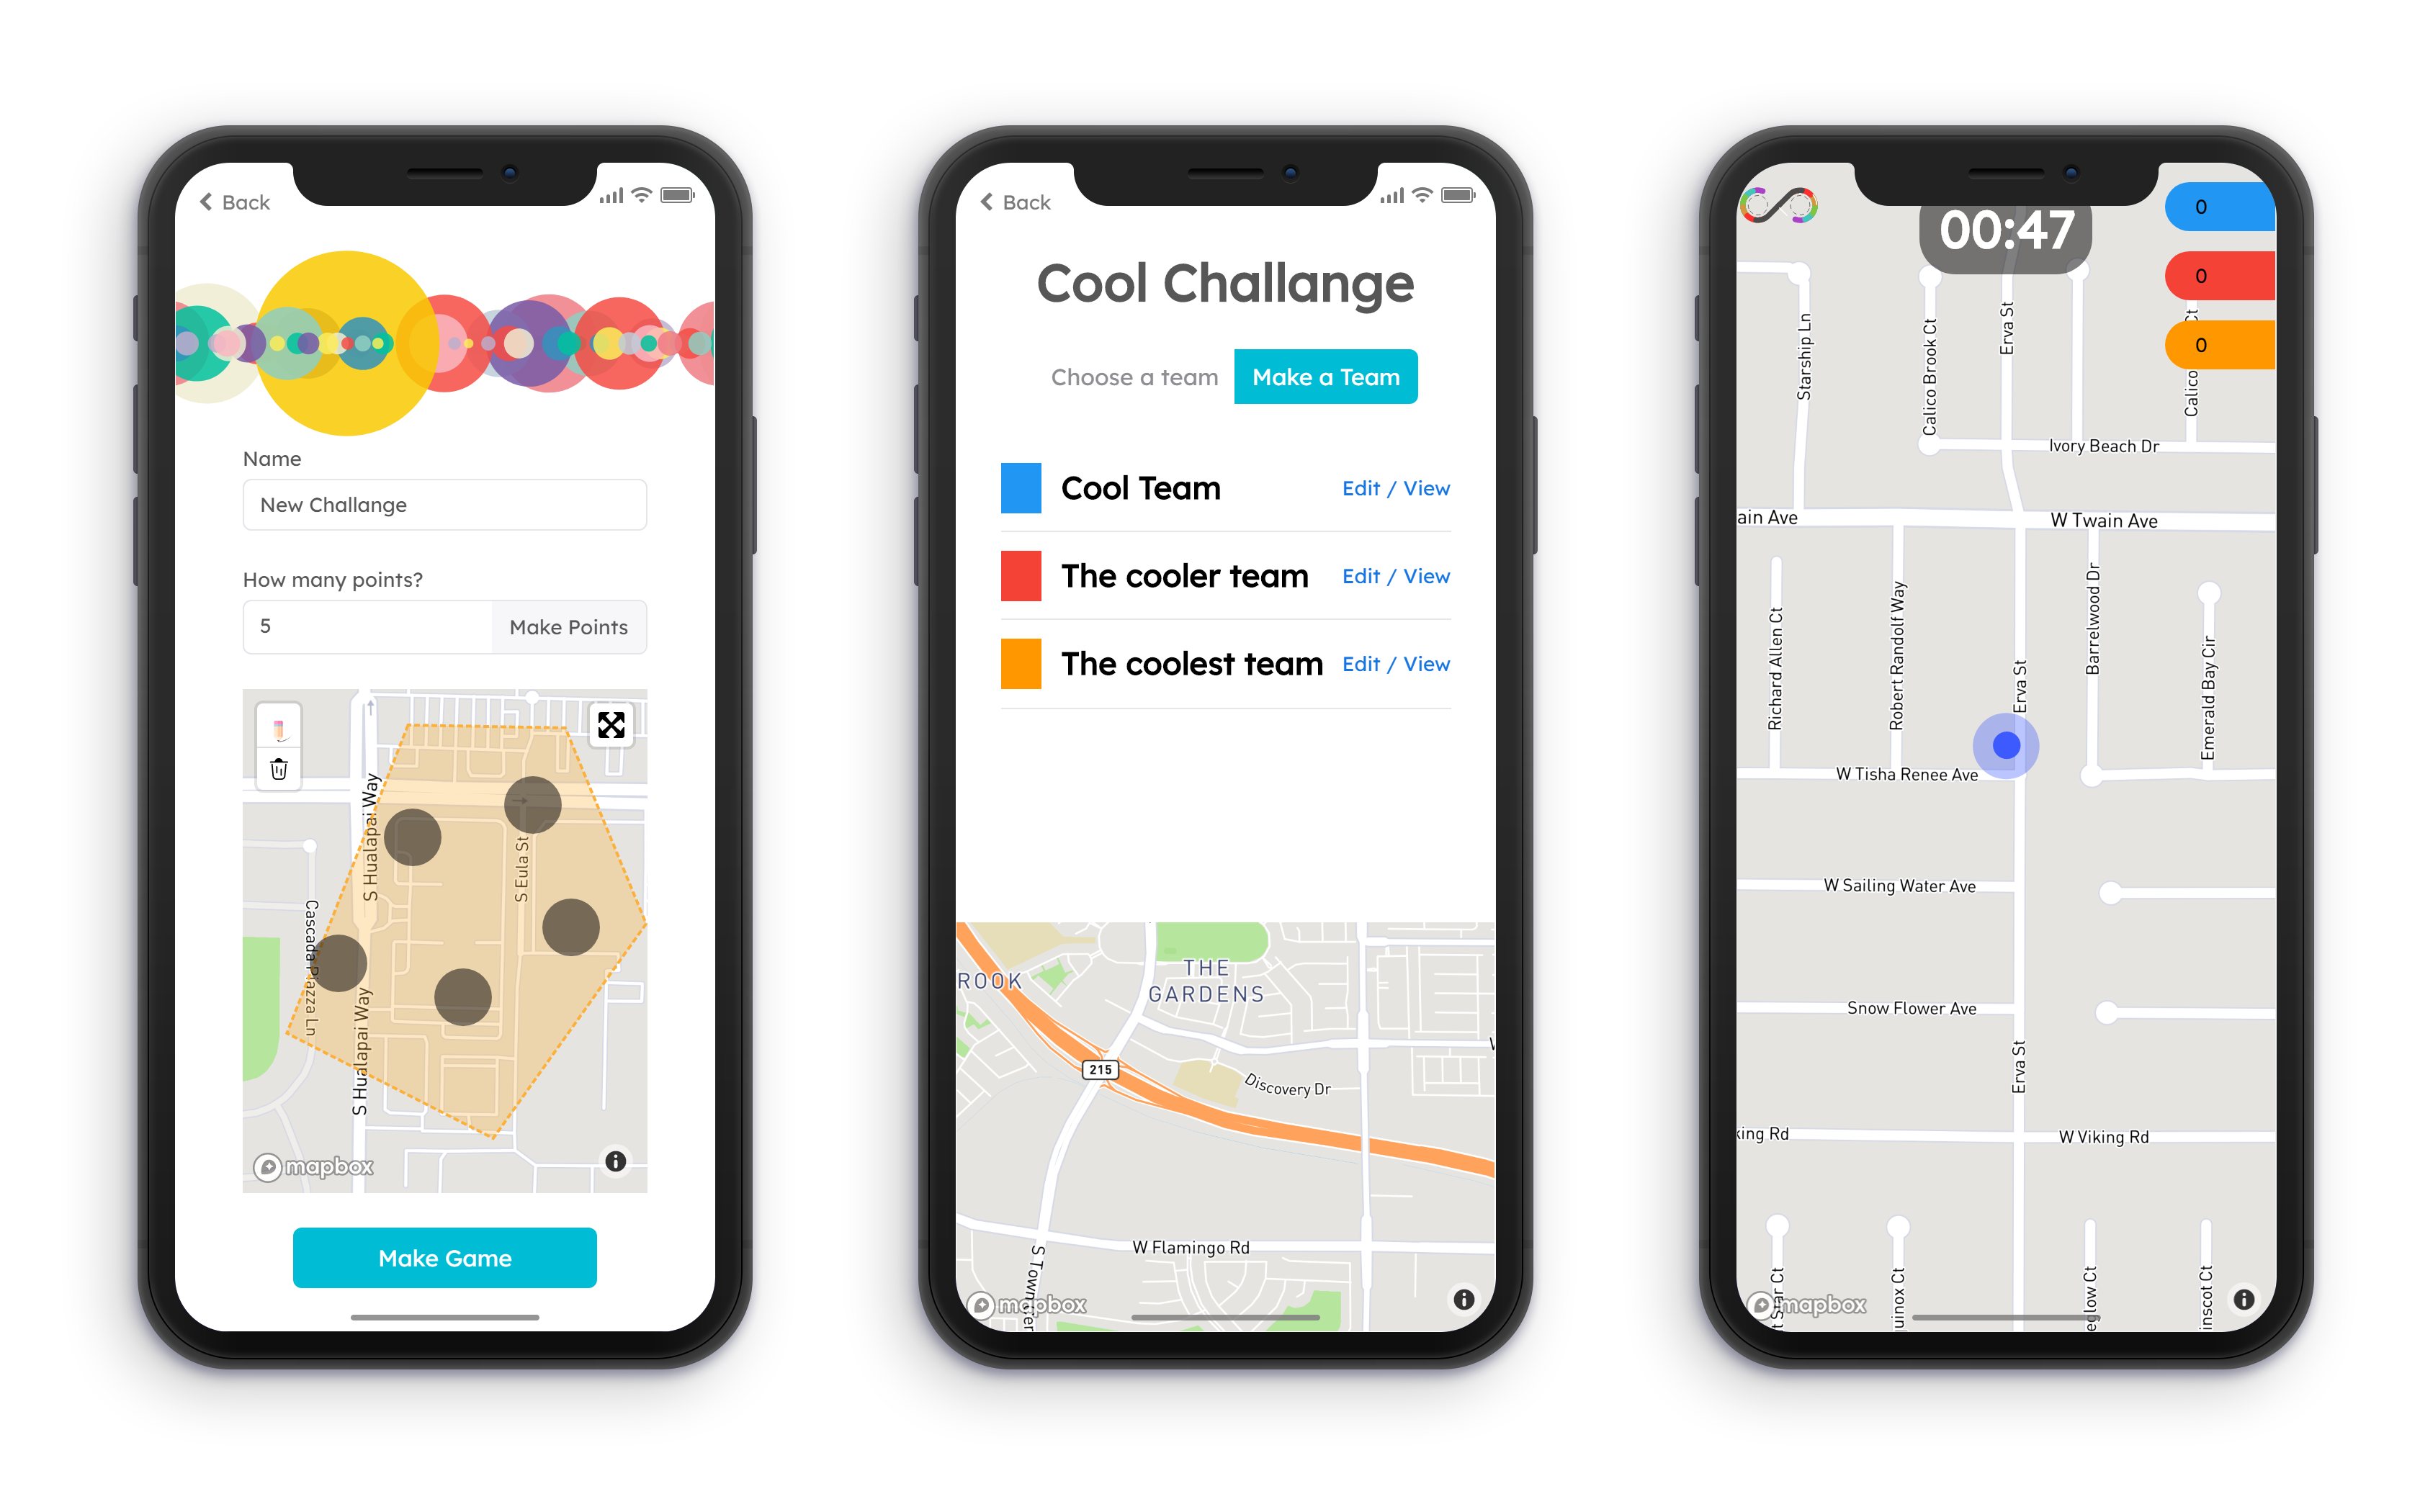 Back
Name
New Challange
How many points?
5
Make Points
S Hualapai Way
S Eula St
Cascada Piazza Ln
S Hualapai Way
mapbox
Make Game
Back
Cool Challange
Choose a team
Make a Team
Cool Team
Edit / View
The cooler team
Edit / View
The coolest team
Edit / View
ROOK
THE
GARDENS
215
Discovery Dr
W Flamingo Rd
mapbox
00:47
0
0
0
Starship Ln
Calico Brook Ct
Erva St
Calico
Ct
Ivory Beach Dr
ain Ave
W Twain Ave
Richard Allen Ct
Robert Randolf Way
Erva St
Barrelwood Dr
Emerald Bay Cir
W Tisha Renee Ave
W Sailing Water Ave
Snow Flower Ave
Erva St
king Rd
W Viking Rd
t Star Ct
uinox Ct
eglow Ct
inscot Ct
mapbox